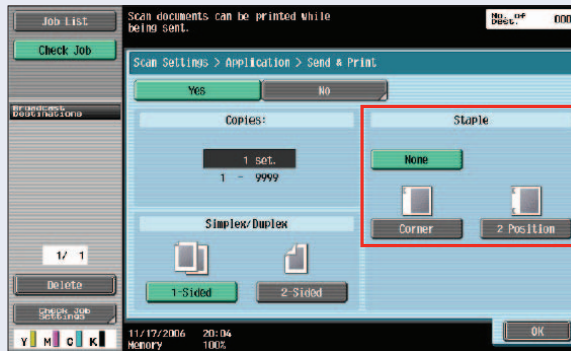 Job List
Scan documents can be printed while
being sent.
No. of
Dest.
000
Check Job
Scan Settings > Application > Send & Print
Yes
No
Broadcast
Destinations
Copies:
Staple
1 set.
1 - 9999
None
Corner
2 Position
Simplex/Duplex
1-Sided
2-Sided
1/ 1
Delete
Check Job
Settings
Y M C K
11/17/2006 20:04
Memory 100%
OK